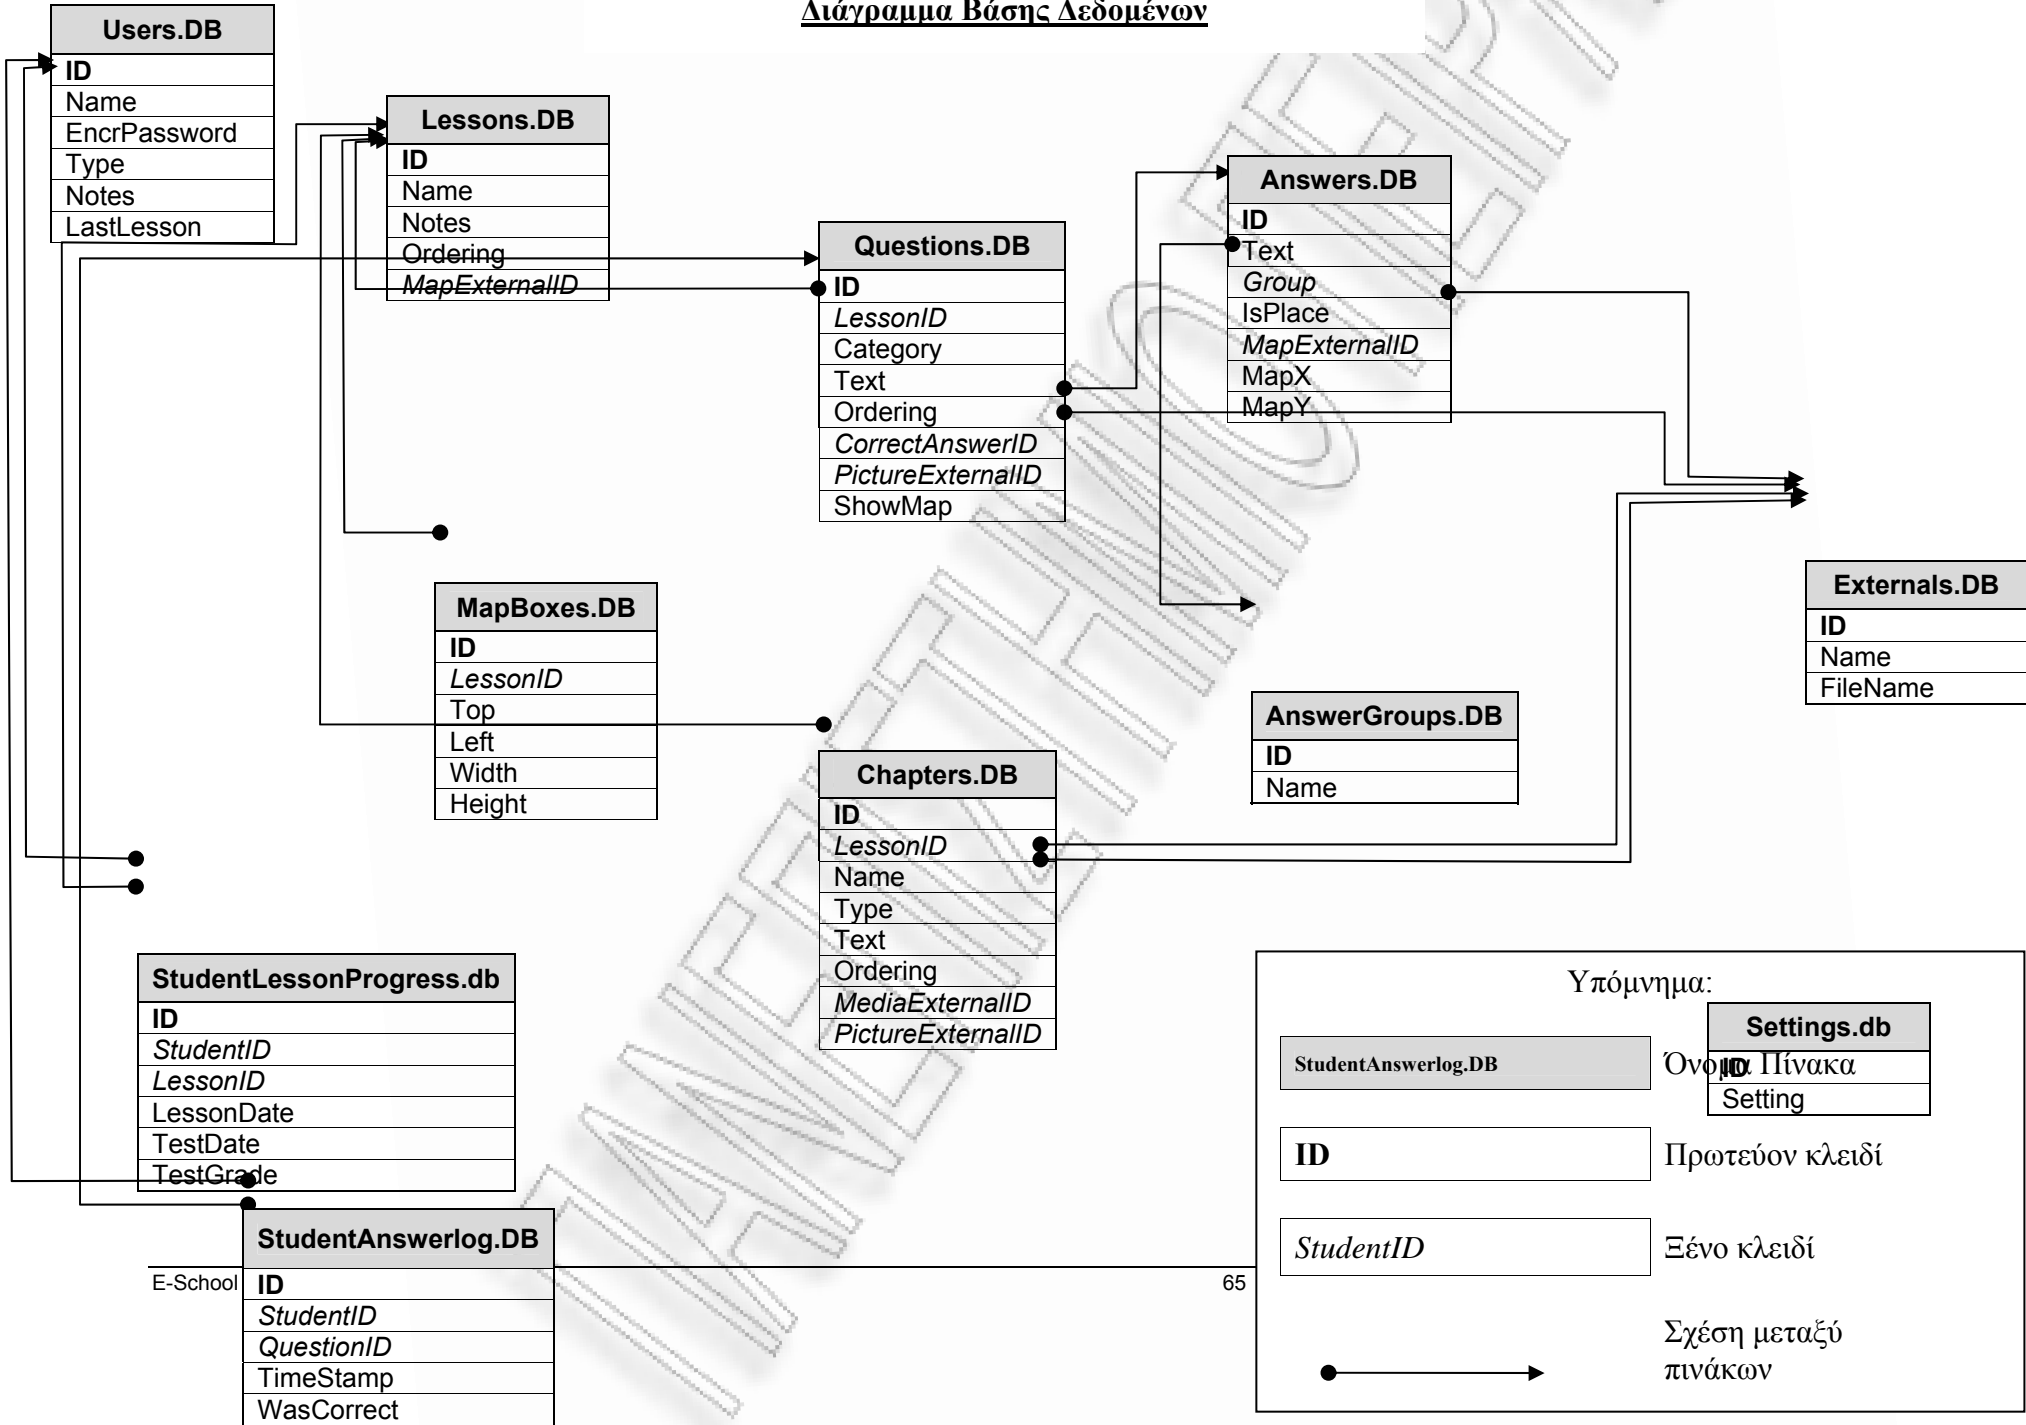 Διάγραμμα Βάσης Δεδομένων
Users.DB
ID
Name
EncrPassword
Type
Notes
LastLesson
Lessons.DB
ID
Name
Notes
Ordering
MapExternalID
Questions.DB
ID
LessonID
Category
Text
Ordering
CorrectAnswerID
PictureExternalID
ShowMap
Answers.DB
ID
Text
Group
IsPlace
MapExternalID
MapX
MapY
Externals.DB
ID
Name
FileName
MapBoxes.DB
ID
LessonID
Top
Left
Width
Height
AnswerGroups.DB
ID
Name
Chapters.DB
ID
LessonID
Name
Type
Text
Ordering
MediaExternalID
PictureExternalID
StudentLessonProgress.db
ID
StudentID
LessonID
LessonDate
TestDate
TestGrade
StudentAnswerlog.DB
ID
StudentID
QuestionID
TimeStamp
WasCorrect
Υπόμνημα:
Settings.db
ID
Setting
StudentAnswerlog.DB
Όνομα Πίνακα
ID
Πρωτεύον κλειδί
StudentID
Ξένο κλειδί
Σχέση μεταξύ
πινάκων
E-School
65